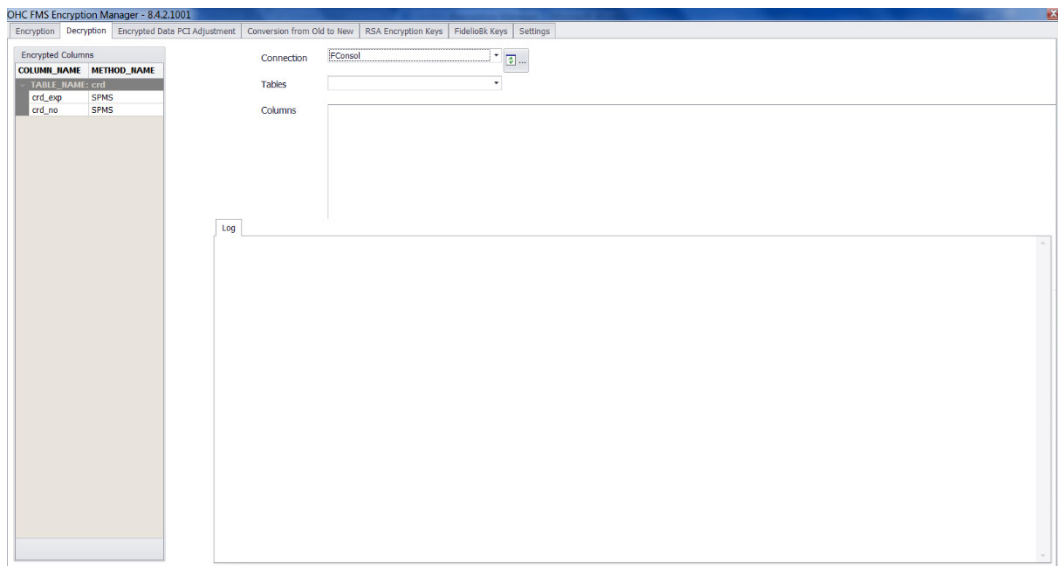 OHC FMS Encryption Manager - 8.4.2.1001
Encryption Decryption Encrypted Data PCI Adjustment Conversion from Old to New RSA Encryption Keys FidelioBk Keys Settings
Encrypted Columns
COLUMN_NAME METHOD_NAME
TABLE_NAME: crd
crd_exp SPMS
crd_no SPMS
Connection FConsol ...
Tables
Columns
Log